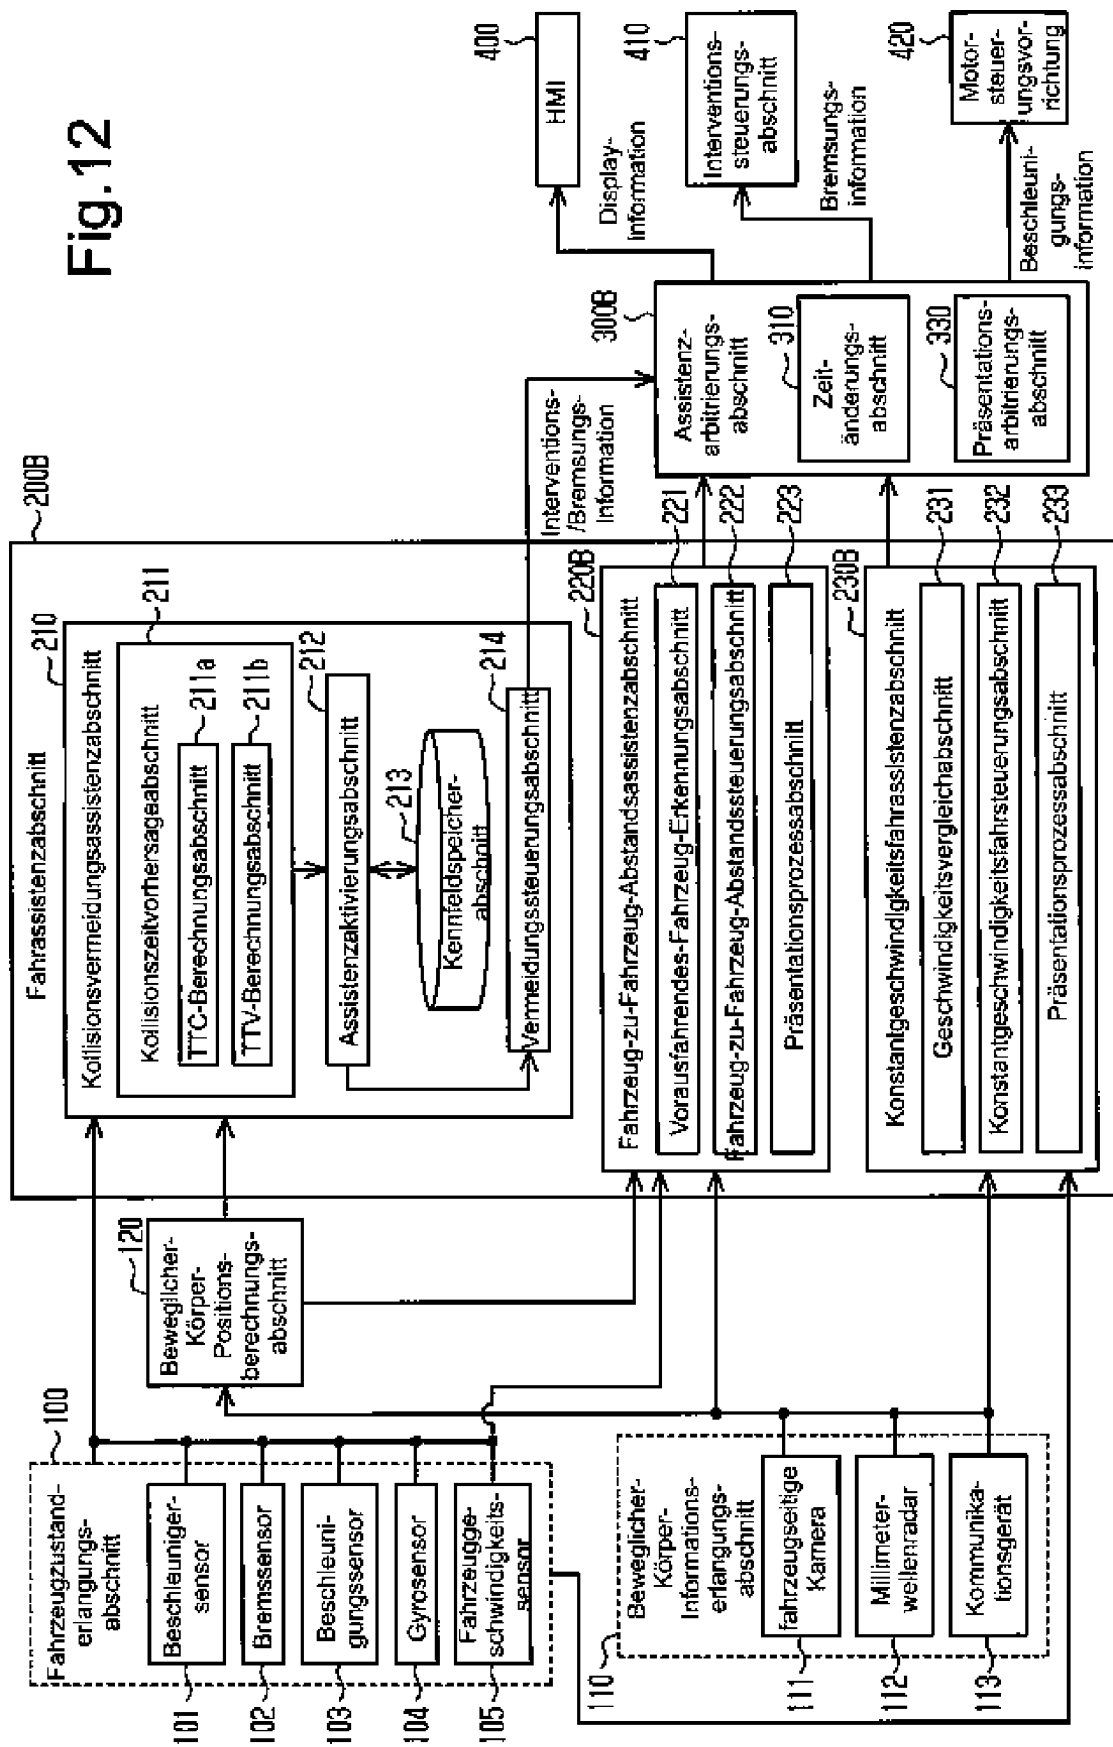 Fig.12
100
Fahrzeugzustand-
erlangungs-
abschnitt
Beschleuniger-
sensor
101
Bremssensor
102
Beschleuni-
gungssensor
103
Gyrosensor
104
Fahrzeugge-
schwindigkeits-
sensor
105
110
Beweglicher-
Körper-
Informations-
erlangungs-
abschnitt
fahrzeugseitige
Kamera
111
Millimeter-
wellenradar
112
Kommunika-
tionsgerät
113
120
Beweglicher-
Körper-
Positions-
berechnungs-
abschnitt
200B
Fahrassistenzabschnitt
210
Kollisionsvermeidungsassistenzabschnitt
211
Kollisionszeitvorhersageabschnitt
TTC-Berechnungsabschnitt
211a
TTV-Berechnungsabschnitt
211b
212
Assistenzaktivierungsabschnitt
213
Kennfeldspeicher-
abschnitt
214
Vermeidungssteuerungsabschnitt
220B
Fahrzeug-zu-Fahrzeug-Abstandsassistenzabschnitt
Vorausfahrendes-Fahrzeug-Erkennungsabschnitt
221
Fahrzeug-zu-Fahrzeug-Abstandssteuerungsabschnitt
222
Präsentationsprozessabschnitt
223
230B
Konstantgeschwindigkeitsfahrassistenzabschnitt
Geschwindigkeitsvergleichabschnitt
231
Konstantgeschwindigkeitsfahrsteuerungsabschnitt
232
Präsentationsprozessabschnitt
233
Interventions-
/Bremsungs-
Information
300B
Assistenz-
arbitrierungs-
abschnitt
310
Zeit-
änderungs-
abschnitt
330
Präsentations-
arbitrierungs-
abschnitt
Display-
information
400
HMI
Bremsungs-
information
410
Interventions-
steuerungs-
abschnitt
Beschleuni-
gungs-
information
420
Motor-
steuer-
ungsvor-
richtung